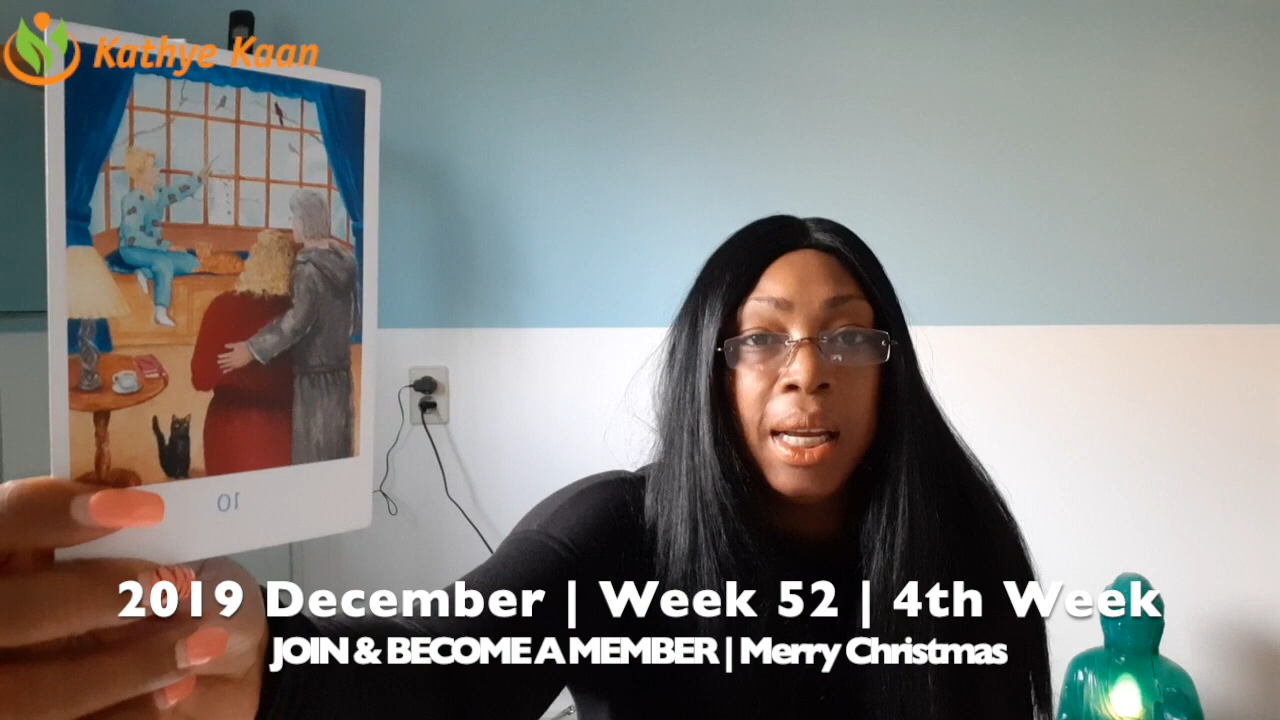 Kathye Kaan
10
2019 December | Week 52 | 4th Week
JOIN & BECOME A MEMBER | Merry Christmas